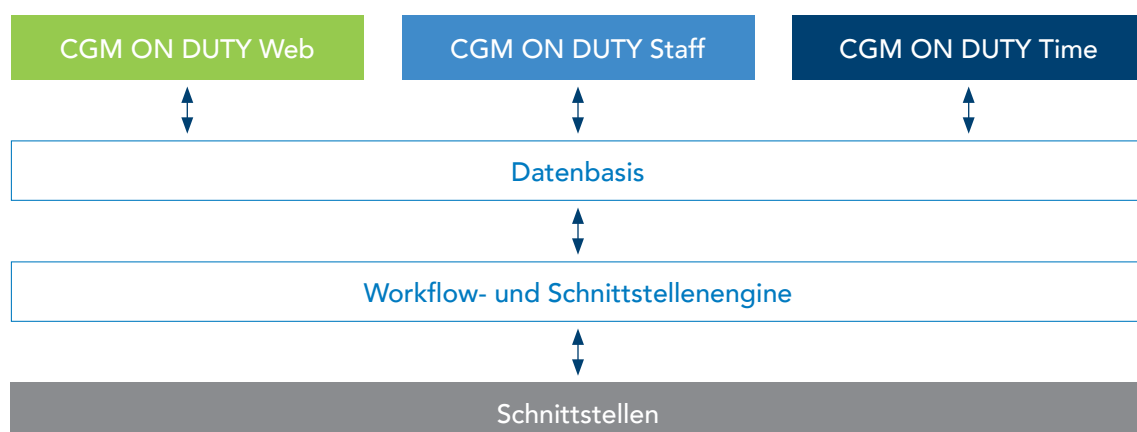 CGM ON DUTY Web
CGM ON DUTY Staff
CGM ON DUTY Time
Datenbasis
Workflow- und Schnittstellenengine
Schnittstellen